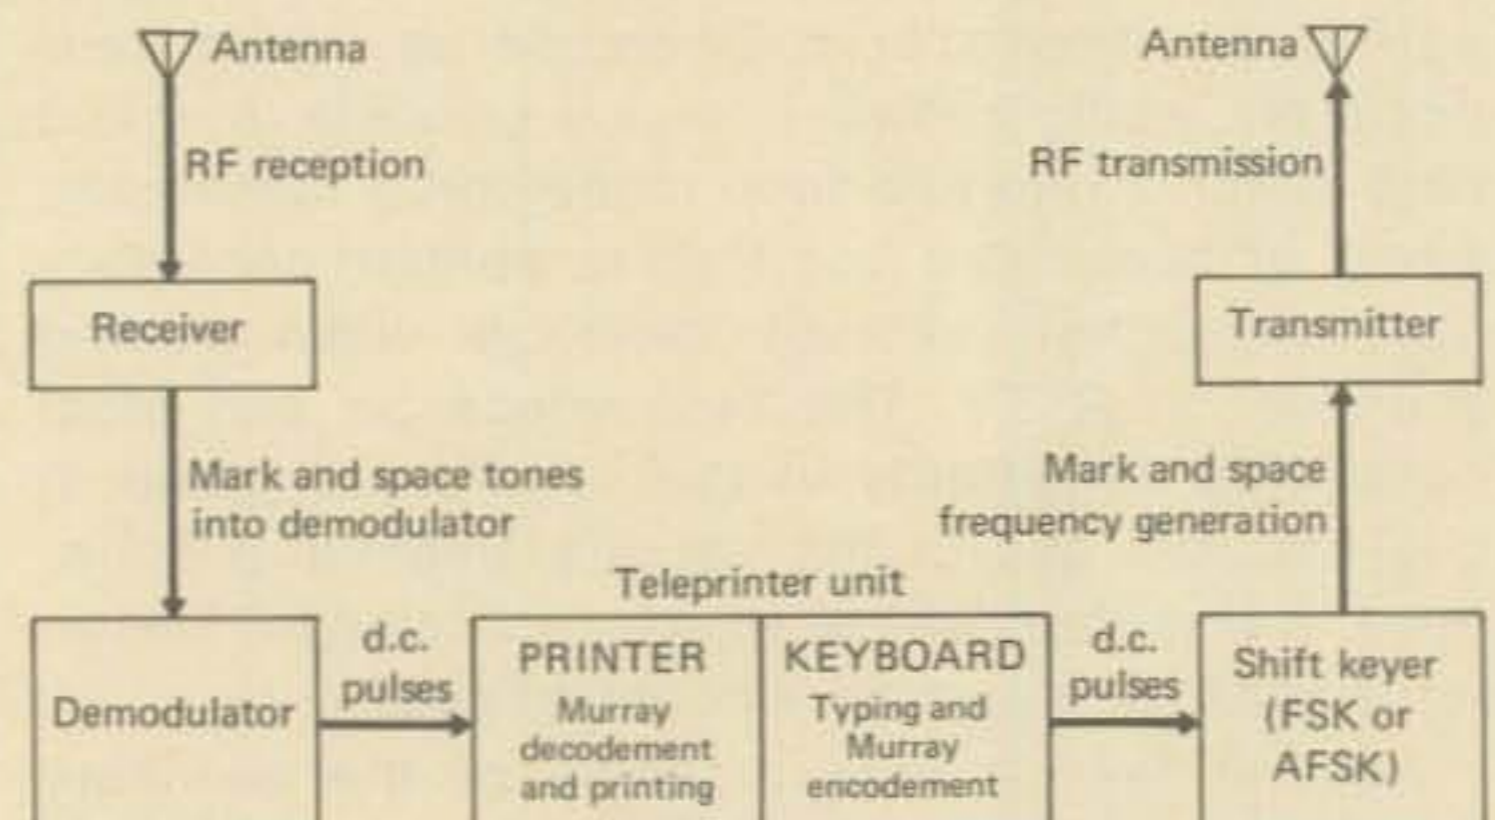 Antenna
RF reception
Receiver
Mark and space tones
into demodulator
Demodulator
d.c.
pulses
Teleprinter unit
PRINTER
Murray
decodement
and printing
KEYBOARD
Typing and
Murray
encodement
d.c.
pulses
Shift keyer
(FSK or
AFSK)
Mark and space
frequency generation
Transmitter
RF transmission
Antenna